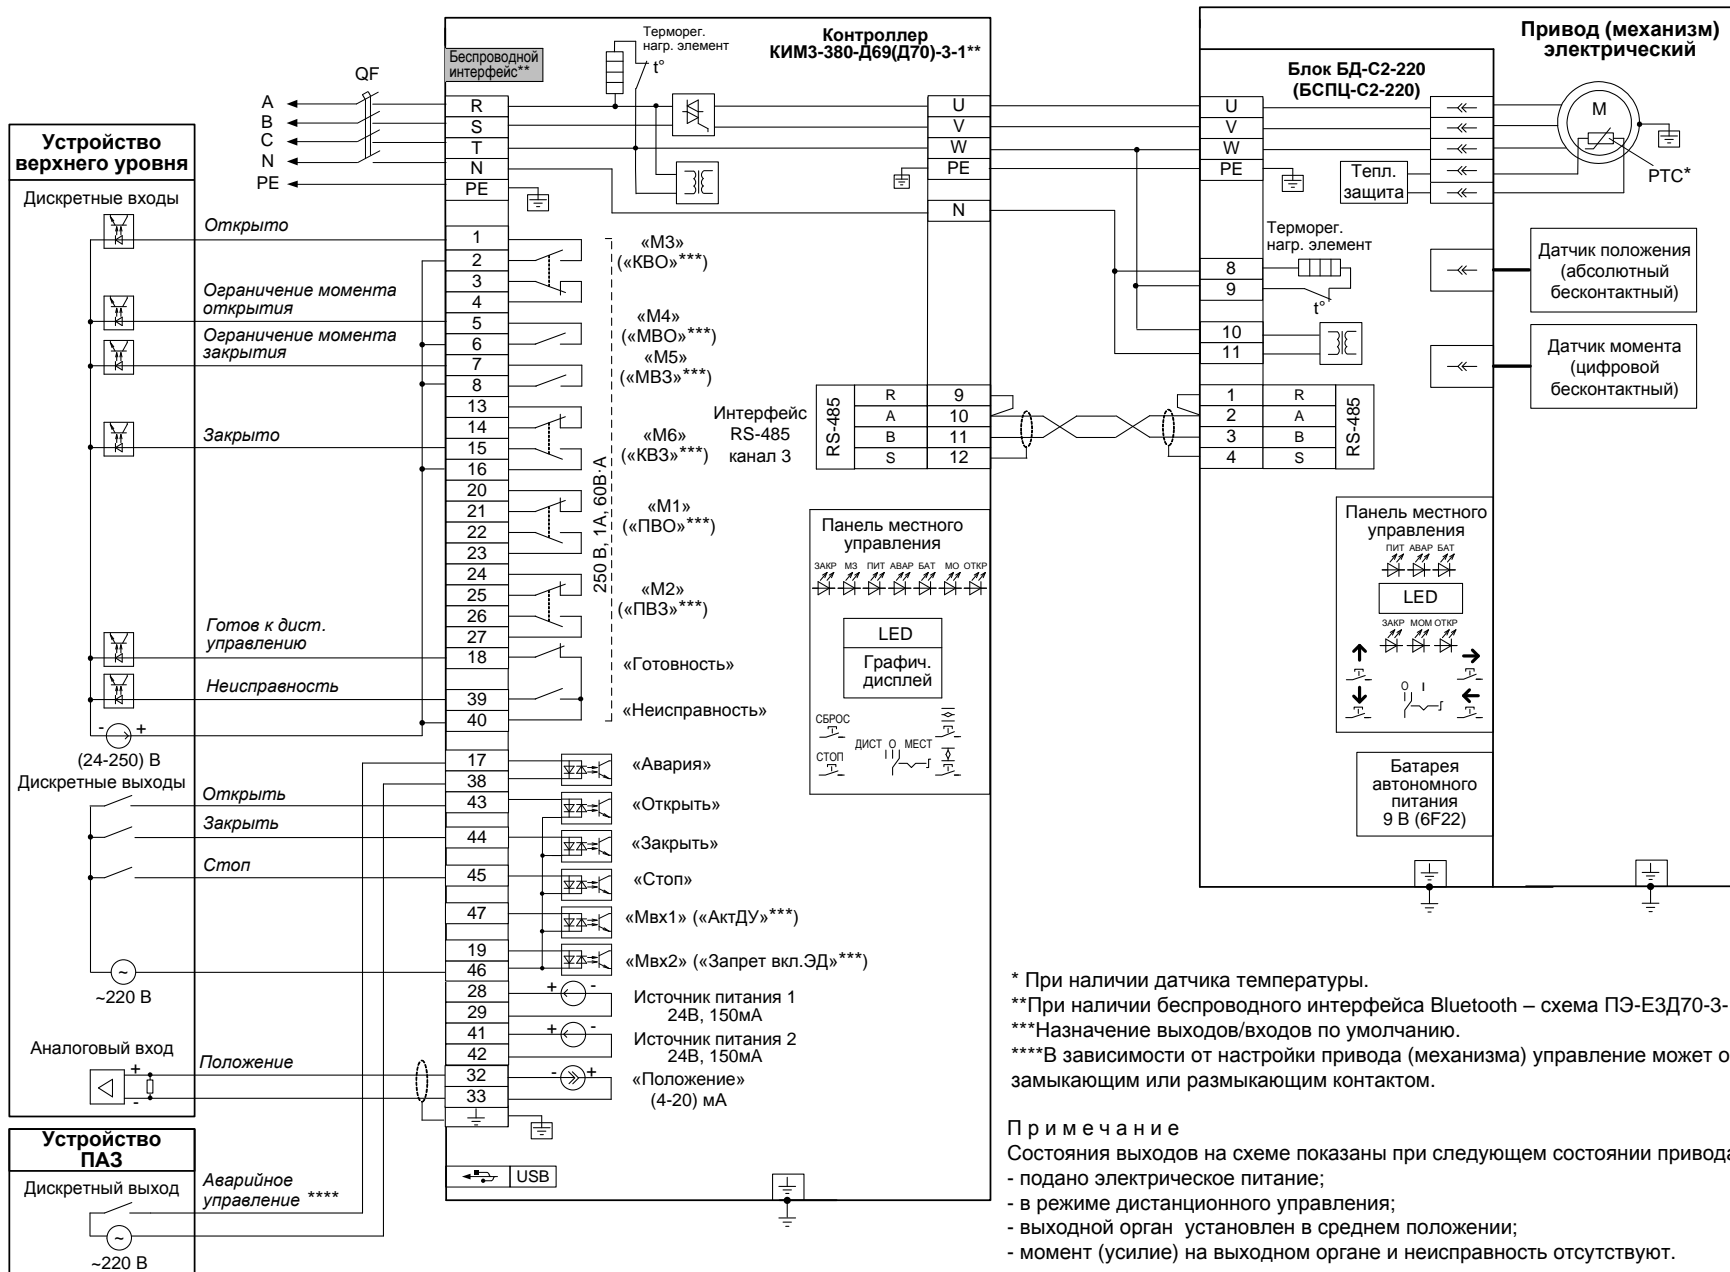 Устройство
верхнего уровня
Дискретные входы
(24-250) В
Дискретные выходы
~
~220 В
Аналоговый вход
+
-
Устройство
ПАЗ
Дискретный выход
~
~220 В
QF
A
B
C
N
PE
Открыто
Ограничение момента
открытия
Ограничение момента
закрытия
Закрыто
Готов к дист.
управлению
Неисправность
- +
Открыть
Закрыть
Стоп
Положение
Аварийное
управление ****
Беспроводной
интерфейс**
Терморег.
нагр. элемент
t°
Контроллер
КИМ3-380-Д69(Д70)-3-1**
R
S
T
N
PE
1
2
3
4
5
6
7
8
13
14
15
16
20
21
22
23
24
25
26
27
18
39
40
17
38
43
44
45
47
19
46
28
29
41
42
32
33
USB
«М3»
(«КВО»***)
«М4»
(«МВО»***)
«М5»
(«МВЗ»***)
«М6»
(«КВЗ»***)
«М1»
(«ПВО»***)
«М2»
(«ПВЗ»***)
250 В, 1А, 60В·А
«Готовность»
«Неисправность»
«Авария»
«Открыть»
«Закрыть»
«Стоп»
«Мвх1» («АктДУ»***)
«Мвх2» («Запрет вкл.ЭД»***)
+ -
Источник питания 1
24В, 150мА
+ -
Источник питания 2
24В, 150мА
- +
«Положение»
(4-20) мА
U
V
W
PE
N
Интерфейс
RS-485
канал 3
RS-485
R 9
A 10
B 11
S 12
Панель местного
управления
ЗАКР МЗ ПИТ АВАР БАТ МО ОТКР
LED
Графич.
дисплей
СБРОС
СТОП
ДИСТ О МЕСТ
Привод (механизм)
электрический
Блок БД-С2-220
(БСПЦ-С2-220)
U
V
W
PE
Тепл.
защита
M
PTC*
Терморег.
нагр. элемент
8
9
t°
10
11
1 R
2 A
3 B
4 S
RS-485
Датчик положения
(абсолютный
бесконтактный)
Датчик момента
(цифровой
бесконтактный)
Панель местного
управления
ПИТ АВАР БАТ
LED
ЗАКР МОМ ОТКР
О I
Батарея
автономного
питания
9 В (6F22)
* При наличии датчика температуры.
**При наличии беспроводного интерфейса Bluetooth – схема ПЭ-Е3Д70-3-
***Назначение выходов/входов по умолчанию.
****В зависимости от настройки привода (механизма) управление может о
замыкающим или размыкающим контактом.
П р и м е ч а н и е
Состояния выходов на схеме показаны при следующем состоянии привода
- подано электрическое питание;
- в режиме дистанционного управления;
- выходной орган установлен в среднем положении;
- момент (усилие) на выходном органе и неисправность отсутствуют.